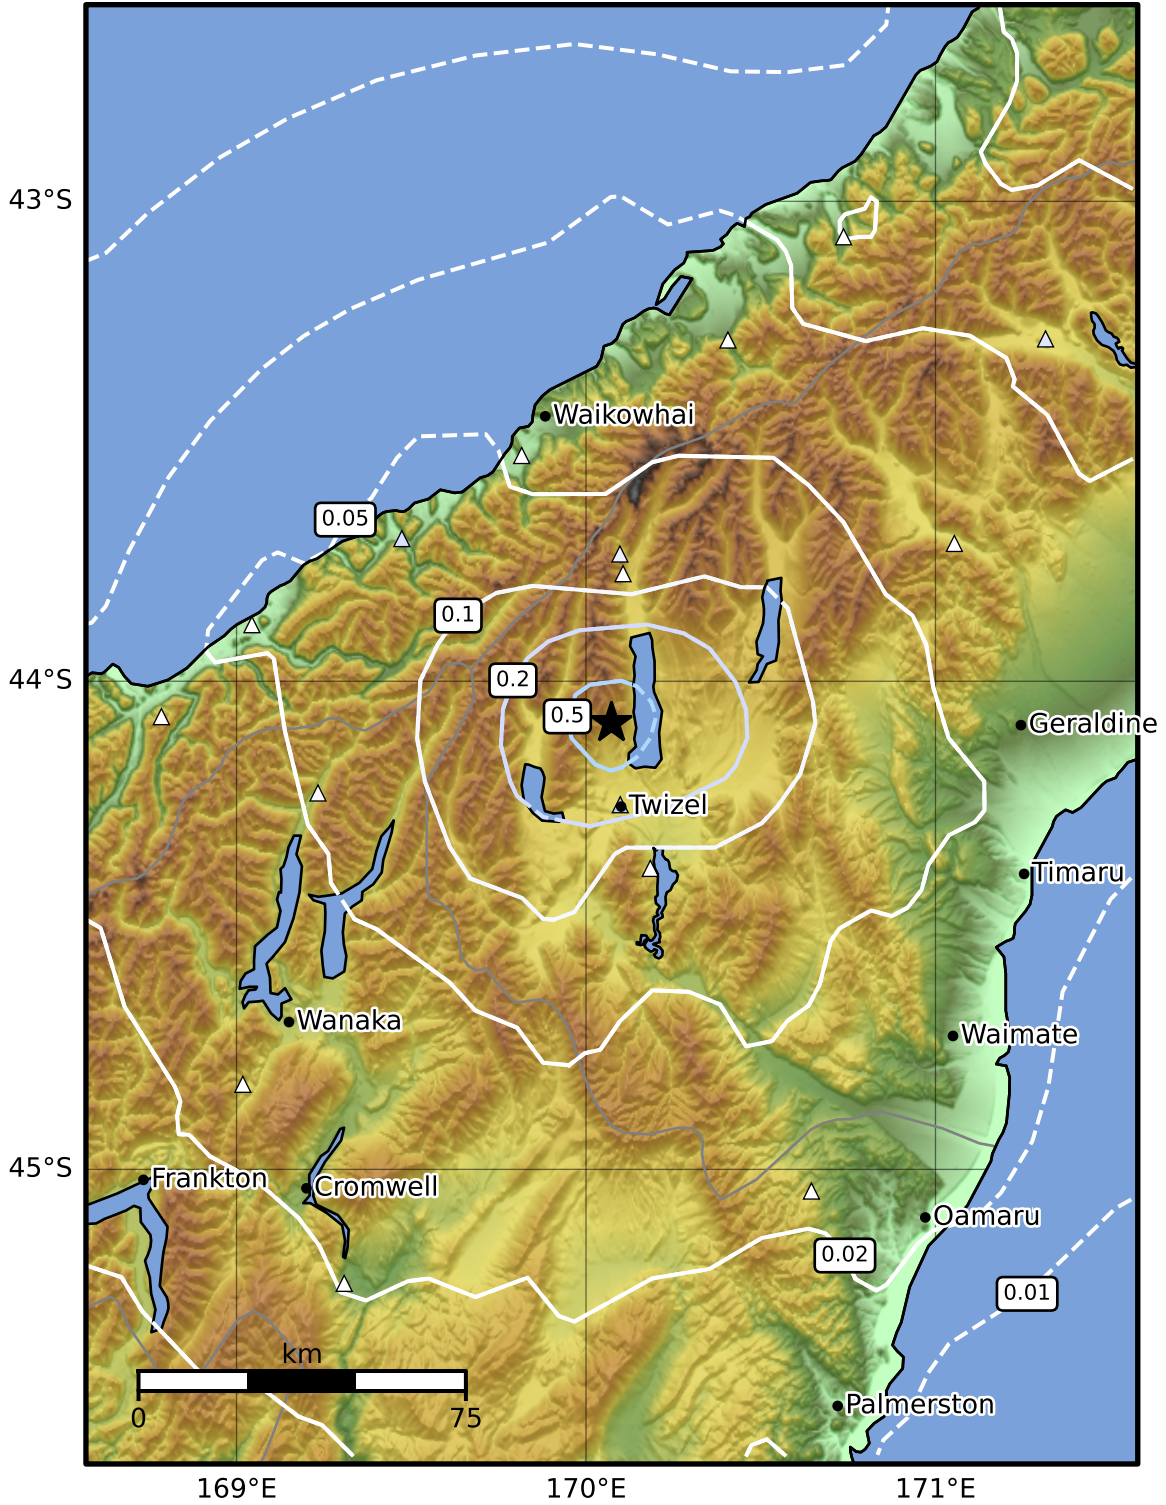 43°S
Waikowhai
0.05
0.1
0.2
44°S
0.5
Geraldine
Twizel
Timaru
Wanaka
Waimate
45°S
Frankton
Cromwell
Oamaru
0.02
0.01
km
0
75
Palmerston
169°E
170°E
171°E